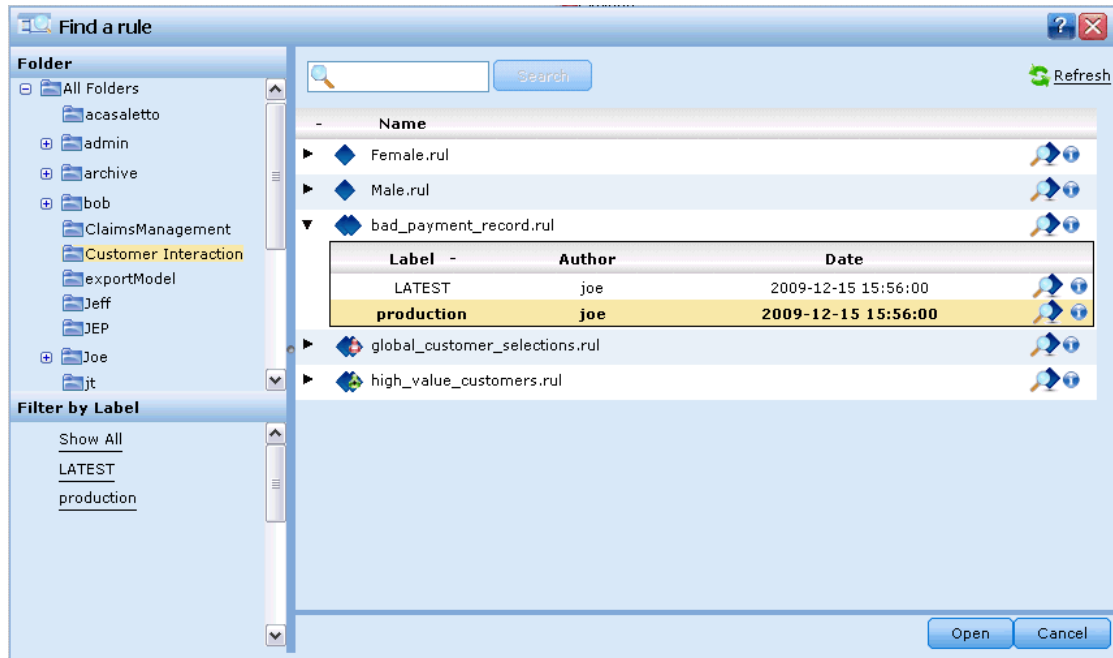 Find a rule
?
Folder
All Folders
acasaletto
admin
archive
bob
ClaimsManagement
Customer Interaction
exportModel
Jeff
JEP
Joe
jt
Filter by Label
Show All
LATEST
production
Search
Refresh
- Name
Female.rul
Male.rul
bad_payment_record.rul
Label - Author Date
LATEST joe 2009-12-15 15:56:00
production joe 2009-12-15 15:56:00
global_customer_selections.rul
high_value_customers.rul
Open Cancel